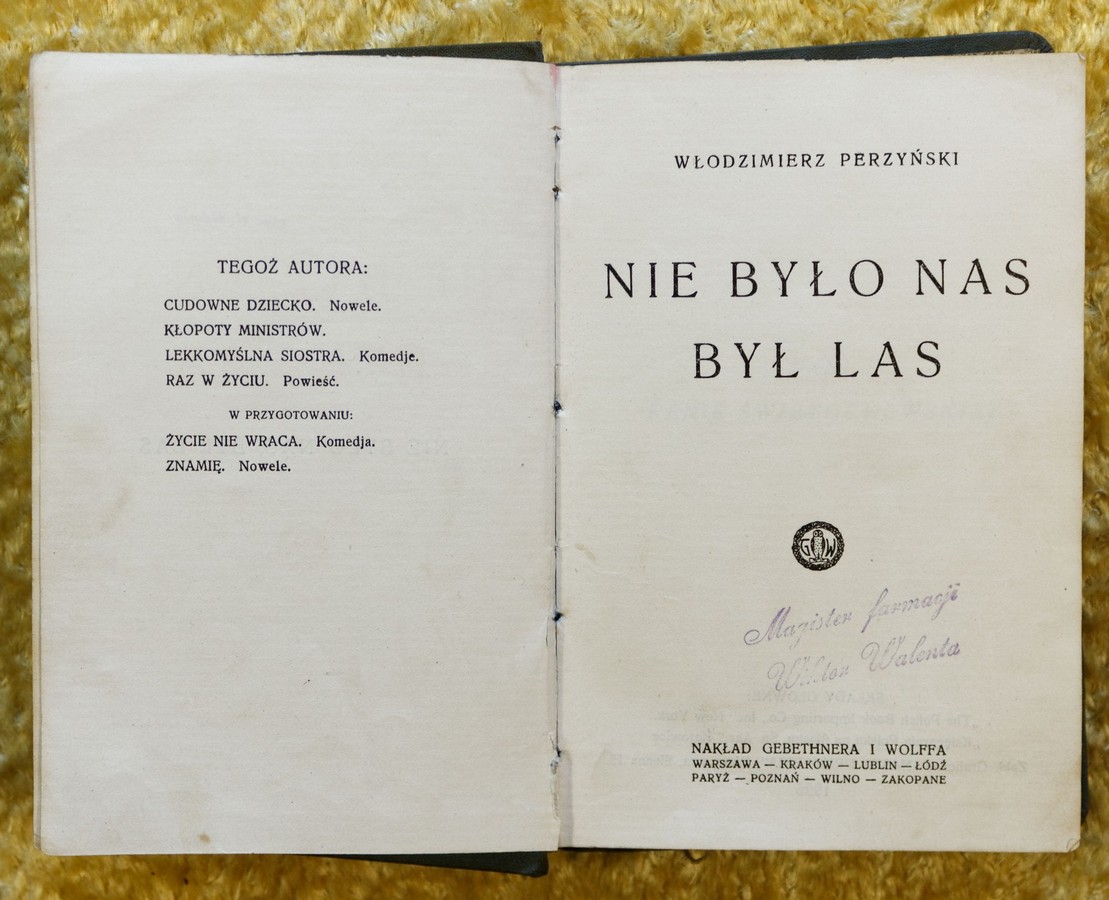 TEGOŻ AUTORA:
CUDOWNE DZIECKO. Nowele.
KŁOPOTY MINISTRÓW.
LEKKOMYŚLNA SIOSTRA. Komedje.
RAZ W ŻYCIU. Powieść.
W PRZYGOTOWANIU:
ŻYCIE NIE WRACA. Komedja.
ZNAMIĘ. Nowele.
WŁODZIMIERZ PERZYŃSKI
NIE BYŁO NAS
BYŁ LAS
G W
Magister farmacji
Wiktor Walenta
NAKŁAD GEBETHNERA I WOLFFA
WARSZAWA — KRAKÓW — LUBLIN — ŁÓDŹ
PARYŻ — POZNAŃ — WILNO — ZAKOPANE